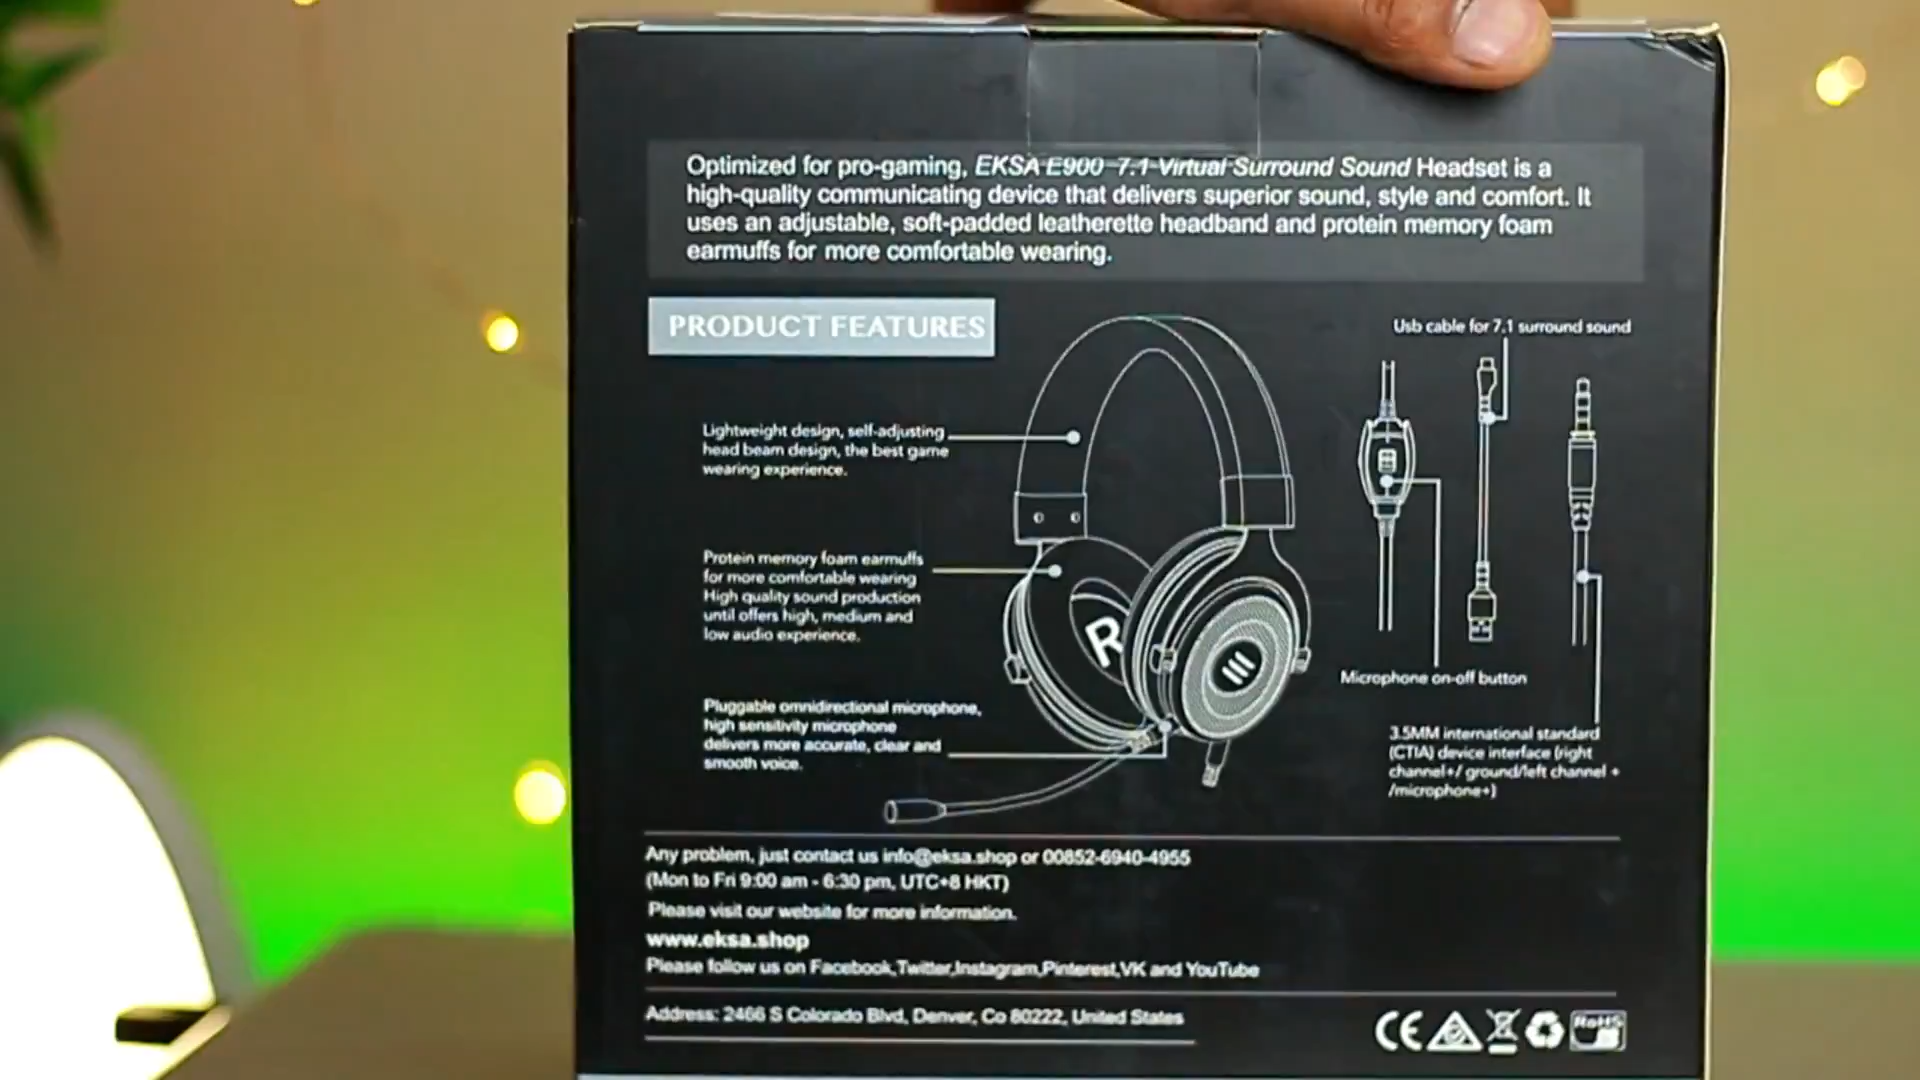 Optimized for pro-gaming, EKSA E900 7.1 Virtual Surround Sound Headset is a
high-quality communicating device that delivers superior sound, style and comfort. It
uses an adjustable, soft-padded leatherette headband and protein memory foam
earmuffs for more comfortable wearing.
PRODUCT FEATURES
Lightweight design, self-adjusting
head beam design, the best game
wearing experience.
Protein memory foam earmuffs
for more comfortable wearing
High quality sound production
until offers high, medium and
low audio experience.
Pluggable omnidirectional microphone,
high sensitivity microphone
delivers more accurate, clear and
smooth voice.
R
Usb cable for 7.1 surround sound
Microphone on-off button
3.5MM international standard
(CTIA) device interface (right
channel+/ ground/left channel +
/microphone+)
Any problem, just contact us info@eksa.shop or 00852-6940-4955
(Mon to Fri 9:00 am - 6:30 pm, UTC+8 HKT)
Please visit our website for more information.
www.eksa.shop
Please follow us on Facebook,Twitter,Instagram,Pinterest,VK and YouTube
Address: 2466 S Colorado Blvd, Denver, Co 80222, United States
CE
RoHS